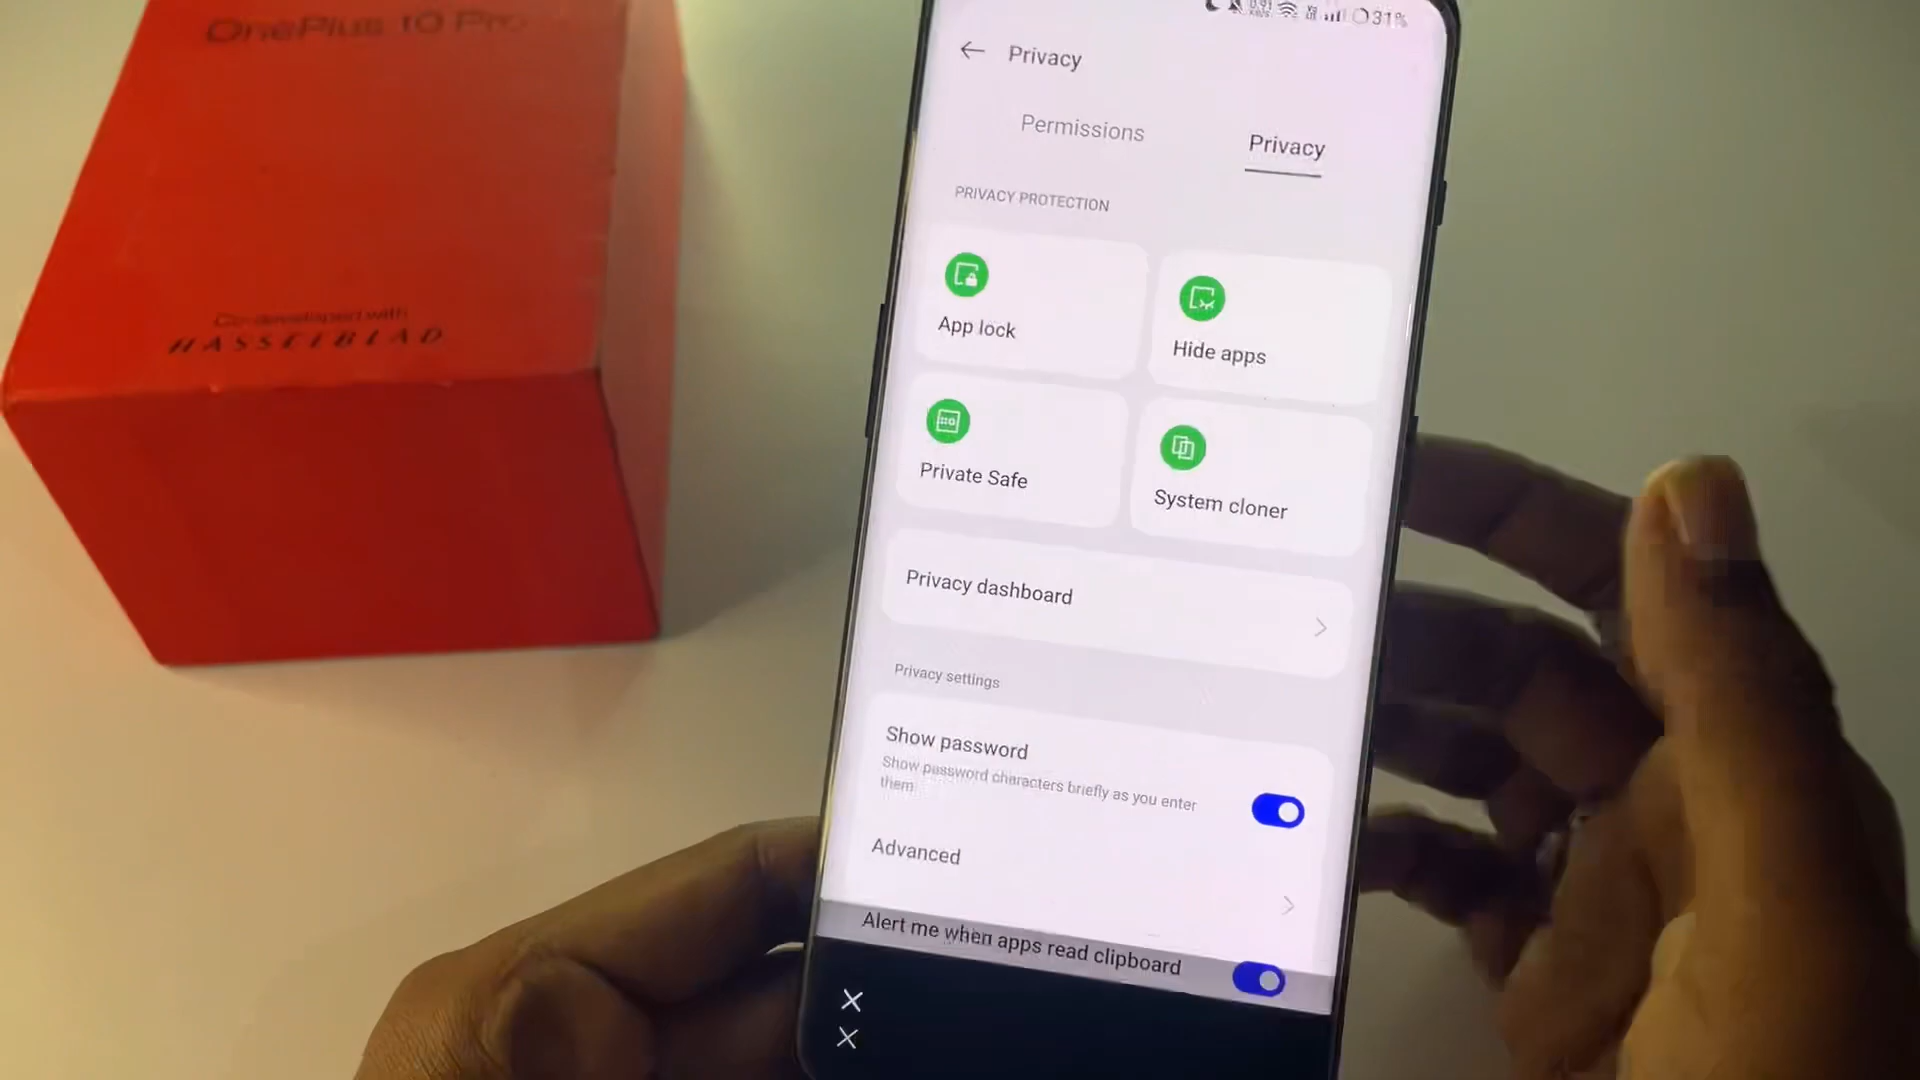 OnePlus 10 Pro
Co-developed with
HASSELBLAD
31%
Privacy
Permissions
Privacy
PRIVACY PROTECTION
App lock
Hide apps
Private Safe
System cloner
Privacy dashboard
Privacy settings
Show password
Show password characters briefly as you enter
them
Advanced
Alert me when apps read clipboard